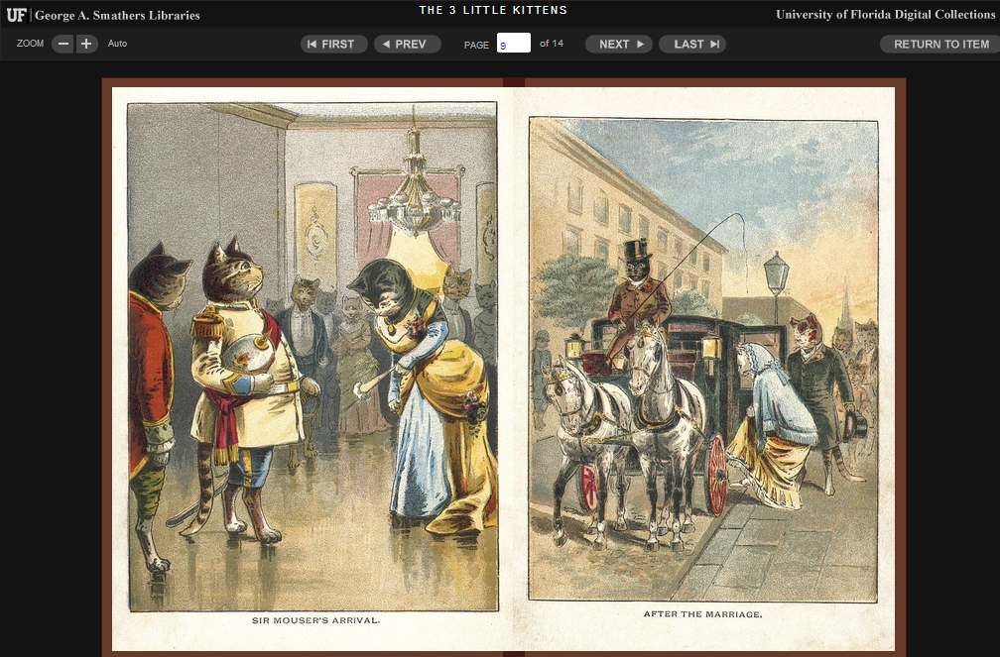 THE 3 LITTLE KITTENS
UF | George A. Smathers Libraries
University of Florida Digital Collections
ZOOM Auto FIRST PREV PAGE 9 of 14 NEXT LAST RETURN TO ITEM
SIR MOUSER'S ARRIVAL.
AFTER THE MARRIAGE.